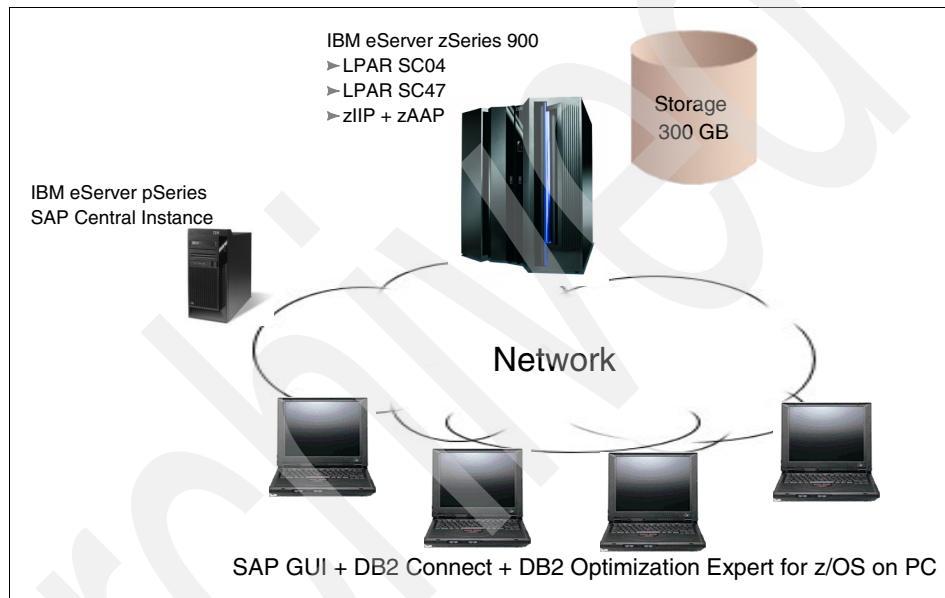 IBM eServer zSeries 900
➤LPAR SC04
➤LPAR SC47
➤zIIP + zAAP
Storage
300 GB
IBM eServer pSeries
SAP Central Instance
Network
SAP GUI + DB2 Connect + DB2 Optimization Expert for z/OS on PC